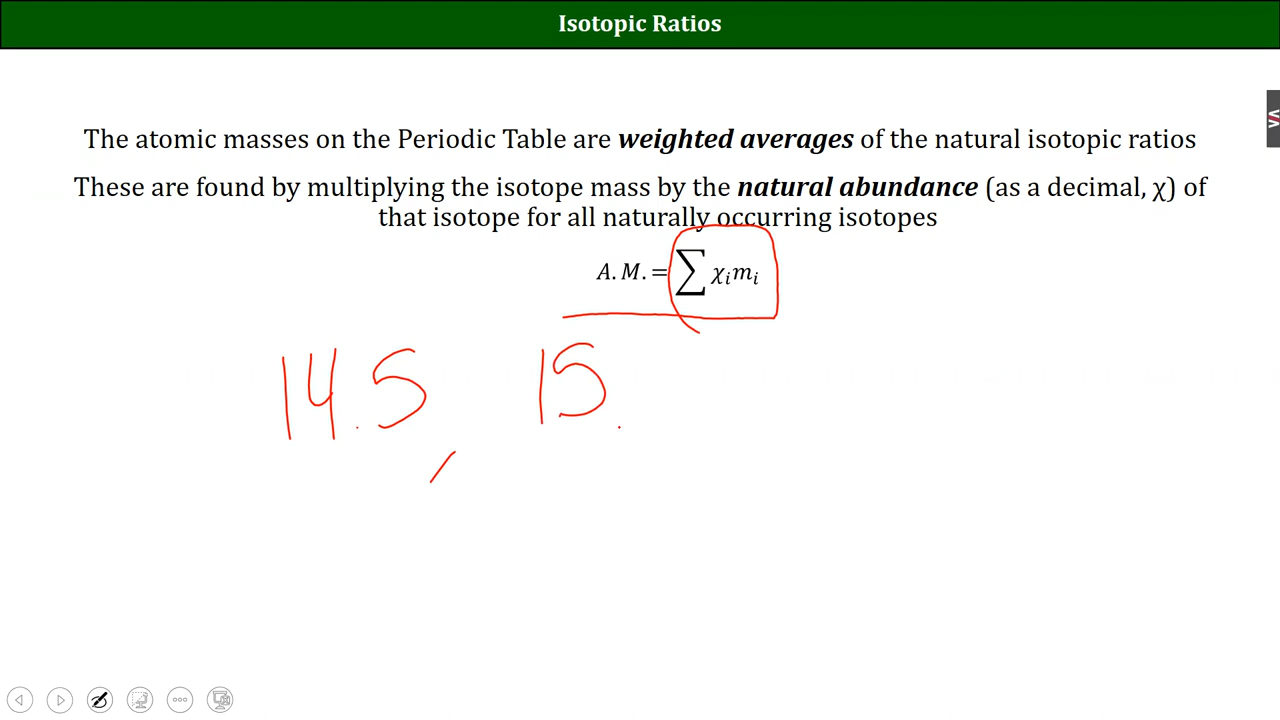 Isotopic Ratios
The atomic masses on the Periodic Table are weighted averages of the natural isotopic ratios
These are found by multiplying the isotope mass by the natural abundance (as a decimal, χ) of
that isotope for all naturally occurring isotopes
A.M.=∑χᵢmᵢ
14.5 15.